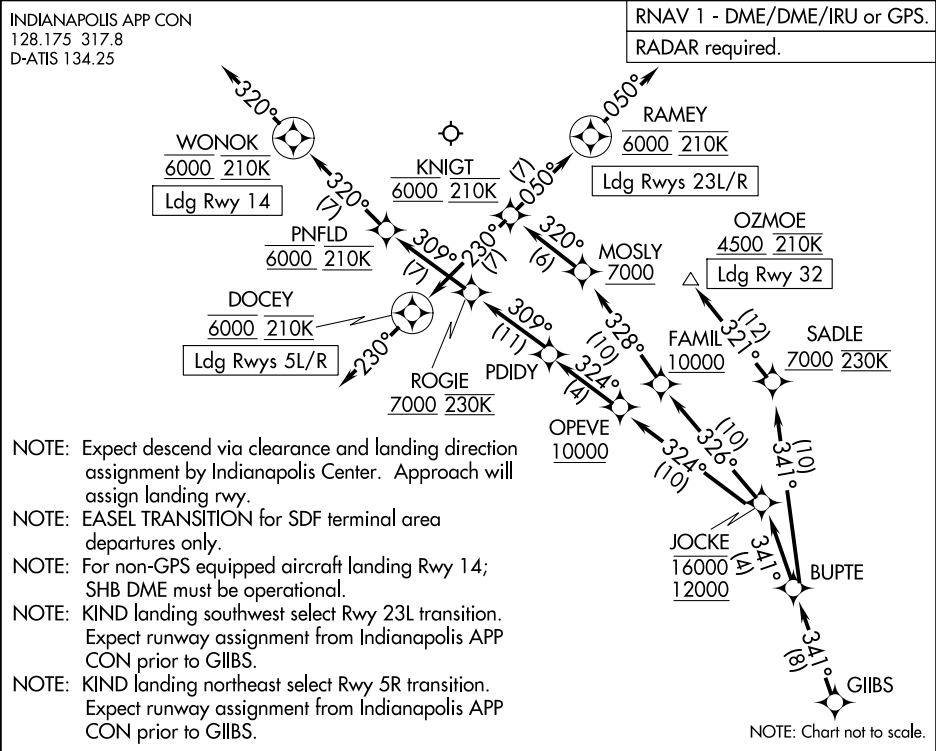 INDIANAPOLIS APP CON
128.175 317.8
D-ATIS 134.25
RNAV 1 - DME/DME/IRU or GPS.
RADAR required.
320°
WONOK
6000 210K
Ldg Rwy 14
320°
(7)
PNFLD
6000 210K
KNIGT
6000 210K
050°
RAMEY
6000 210K
Ldg Rwys 23L/R
(7)
050°
230°
(7)
309°
(7)
320°
(6)
MOSLY
7000
OZMOE
4500 210K
Ldg Rwy 32
DOCEY
6000 210K
Ldg Rwys 5L/R
230°
ROGIE
7000 230K
309°
(11)
PDIDY
324°
(4)
OPEVE
10000
328°
(10)
FAMIL
10000
(12)
321°
SADLE
7000 230K
326°
(10)
324°
(10)
(10)
341°
JOCKE
16000
12000
341°
(4)
BUPTE
341°
(8)
GIIBS
NOTE: Expect descend via clearance and landing direction
assignment by Indianapolis Center. Approach will
assign landing rwy.
NOTE: EASEL TRANSITION for SDF terminal area
departures only.
NOTE: For non-GPS equipped aircraft landing Rwy 14;
SHB DME must be operational.
NOTE: KIND landing southwest select Rwy 23L transition.
Expect runway assignment from Indianapolis APP
CON prior to GIIBS.
NOTE: KIND landing northeast select Rwy 5R transition.
Expect runway assignment from Indianapolis APP
CON prior to GIIBS.
NOTE: Chart not to scale.